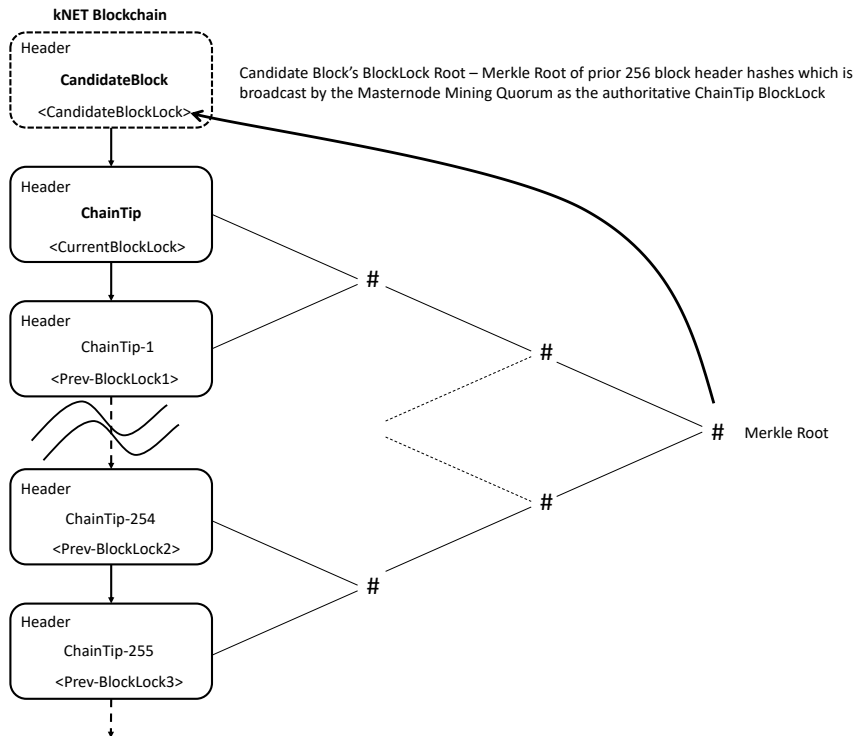 kNET Blockchain
Header
CandidateBlock
<CandidateBlockLock>
Candidate Block's BlockLock Root – Merkle Root of prior 256 block header hashes which is
broadcast by the Masternode Mining Quorum as the authoritative ChainTip BlockLock
Header
ChainTip
<CurrentBlockLock>
#
Header
ChainTip-1
<Prev-BlockLock1>
#
# Merkle Root
Header
ChainTip-254
<Prev-BlockLock2>
#
#
Header
ChainTip-255
<Prev-BlockLock3>